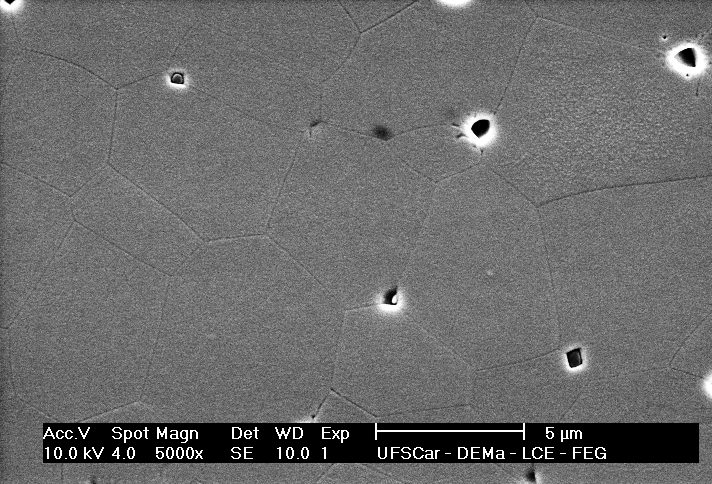 Acc.V Spot Magn Det WD Exp 5 µm
10.0 kV 4.0 5000x SE 10.0 1 UFSCar - DEMa - LCE - FEG